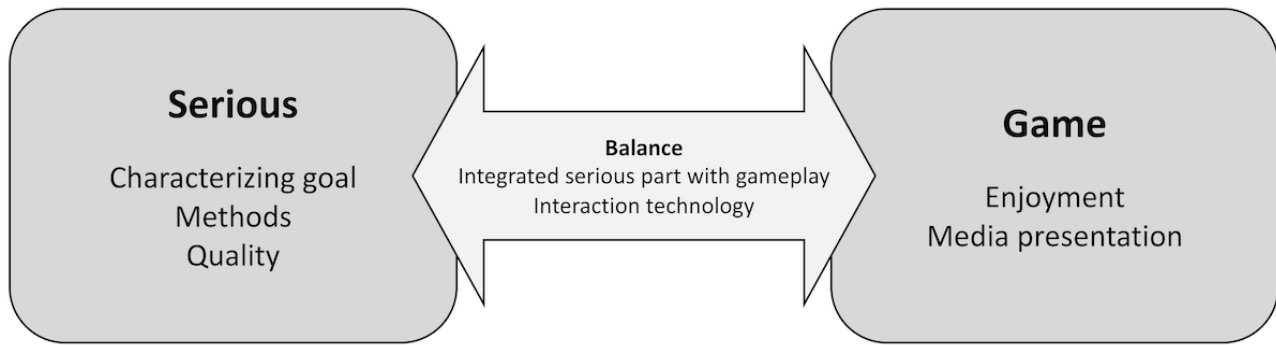 Serious
Characterizing goal
Methods
Quality
Balance
Integrated serious part with gameplay
Interaction technology
Game
Enjoyment
Media presentation